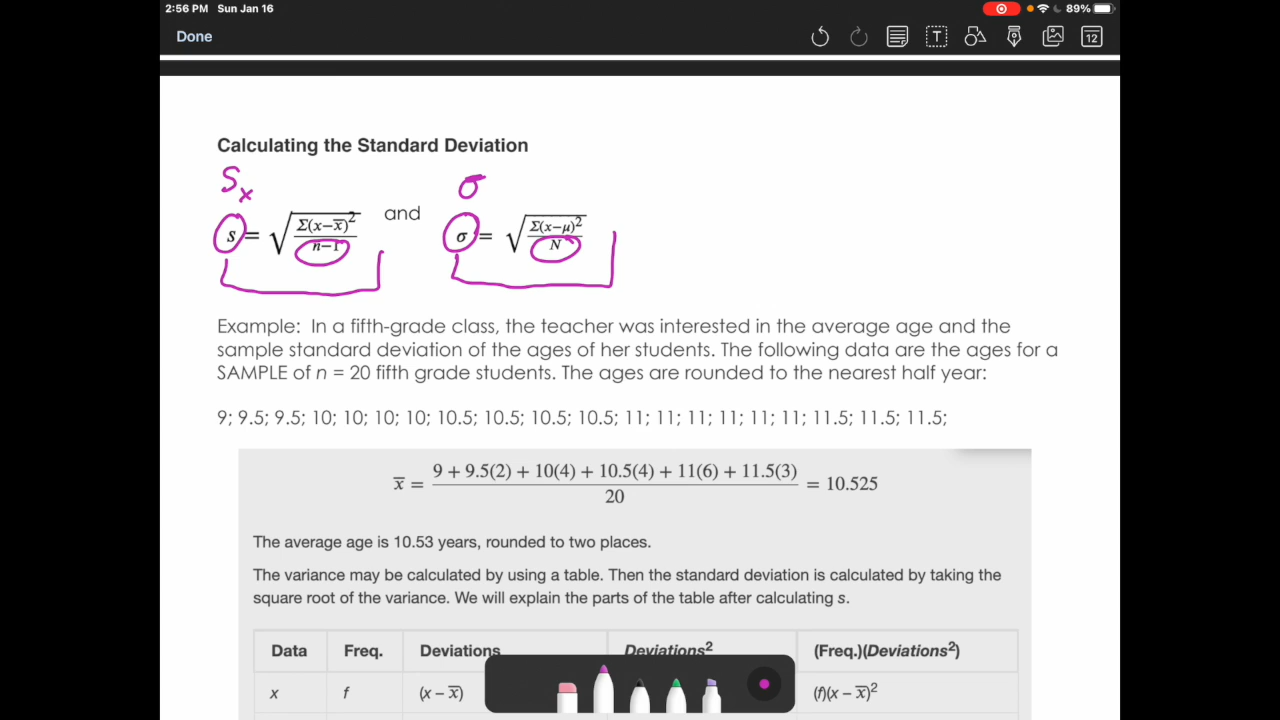 2:56 PM Sun Jan 16 89%
Done
T 12
Calculating the Standard Deviation
Sx σ
s = √(Σ(x−x̅)²/n−1) and σ = √(Σ(x−μ)²/N)
Example: In a fifth-grade class, the teacher was interested in the average age and the
sample standard deviation of the ages of her students. The following data are the ages for a
SAMPLE of n = 20 fifth grade students. The ages are rounded to the nearest half year:
9; 9.5; 9.5; 10; 10; 10; 10; 10.5; 10.5; 10.5; 10.5; 11; 11; 11; 11; 11; 11; 11.5; 11.5; 11.5;
x̅ = 9 + 9.5(2) + 10(4) + 10.5(4) + 11(6) + 11.5(3) / 20 = 10.525
The average age is 10.53 years, rounded to two places.
The variance may be calculated by using a table. Then the standard deviation is calculated by taking the
square root of the variance. We will explain the parts of the table after calculating s.
Data Freq. Deviations Deviations² (Freq.)(Deviations²)
x f (x − x̅) (f)(x − x̅)²